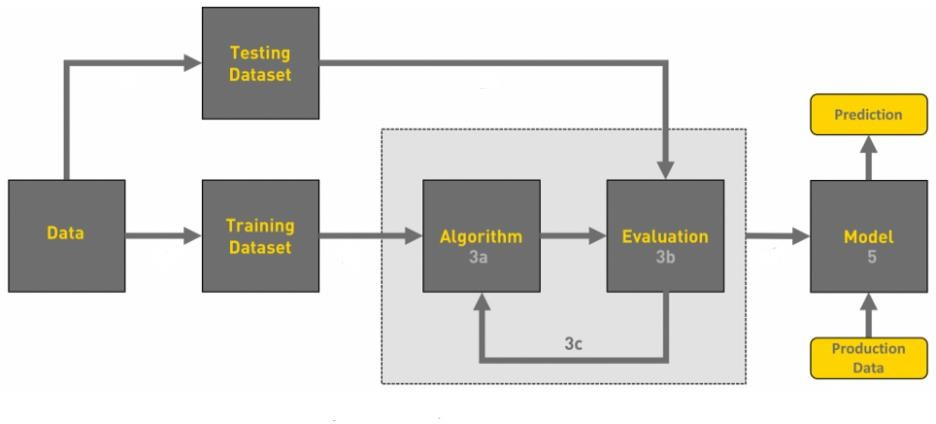 Testing
Dataset
Prediction
Data
Training
Dataset
Algorithm
3a
Evaluation
3b
Model
5
3c
Production
Data